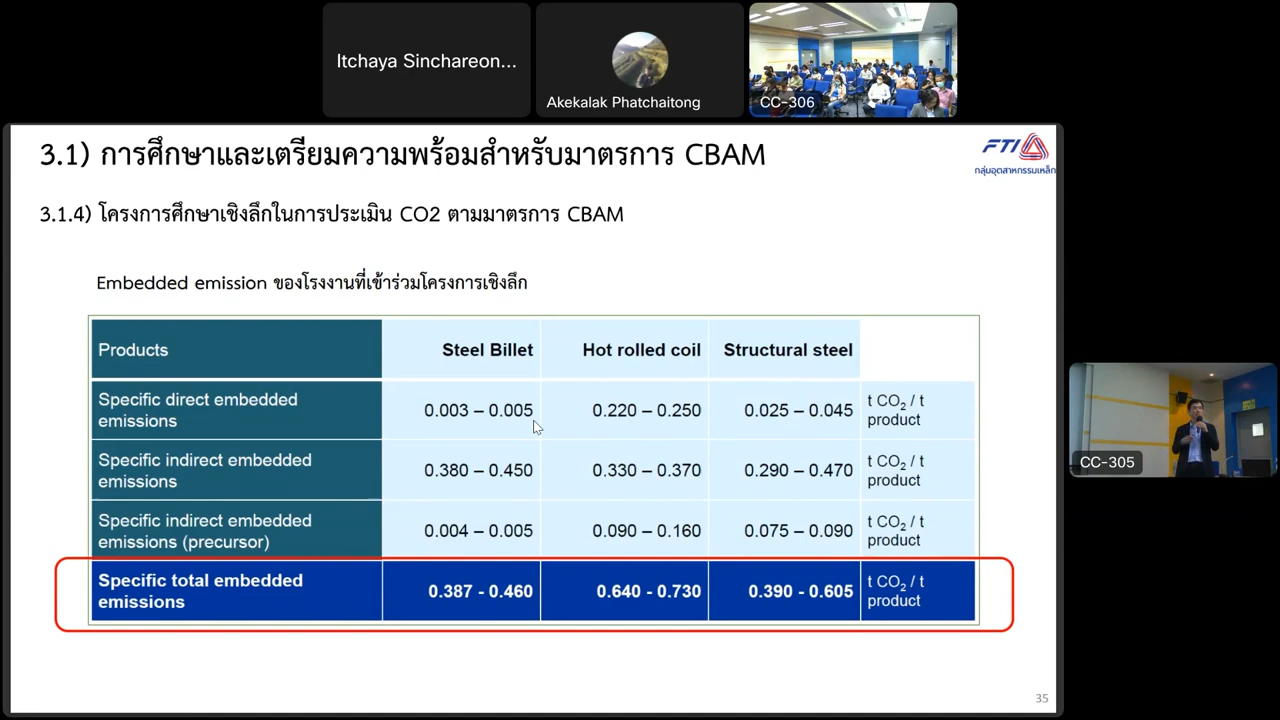 Itchaya Sinchareon...
Akekalak Phatchaitong
CC-306
3.1) การศึกษาและเตรียมความพร้อมสำหรับมาตรการ CBAM
FTI
กลุ่มอุตสาหกรรมเหล็ก
3.1.4) โครงการศึกษาเชิงลึกในการประเมิน CO2 ตามมาตรการ CBAM
Embedded emission ของโรงงานที่เข้าร่วมโครงการเชิงลึก
Products Steel Billet Hot rolled coil Structural steel
Specific direct embedded emissions 0.003 – 0.005 0.220 – 0.250 0.025 – 0.045 t CO2 / t product
Specific indirect embedded emissions 0.380 – 0.450 0.330 – 0.370 0.290 – 0.470 t CO2 / t product
Specific indirect embedded emissions (precursor) 0.004 – 0.005 0.090 – 0.160 0.075 – 0.090 t CO2 / t product
Specific total embedded emissions 0.387 - 0.460 0.640 - 0.730 0.390 - 0.605 t CO2 / t product
CC-305
35